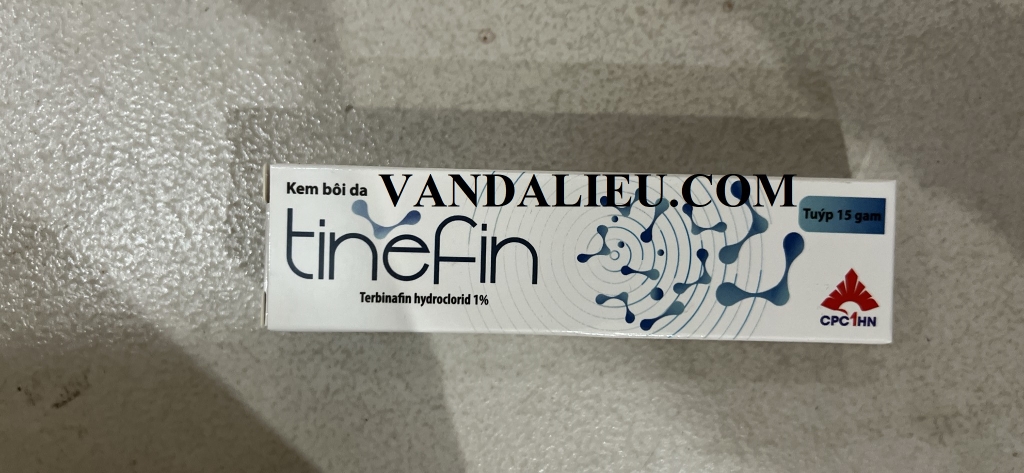 Kem bôi da
VANDALIEU.COM
Tuýp 15 gam
tinefin
Terbinafin hydroclorid 1%
CPC1HN